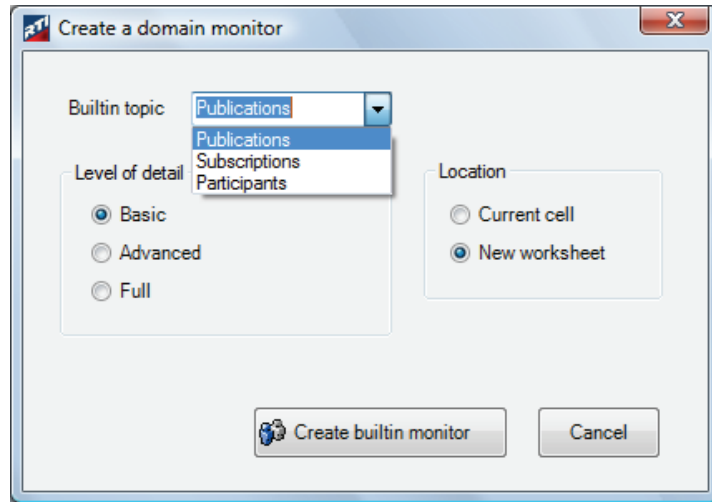 RTI Create a domain monitor
X
Builtin topic Publications
Publications
Subscriptions
Participants
Level of detail
Basic
Advanced
Full
Location
Current cell
New worksheet
Create builtin monitor Cancel